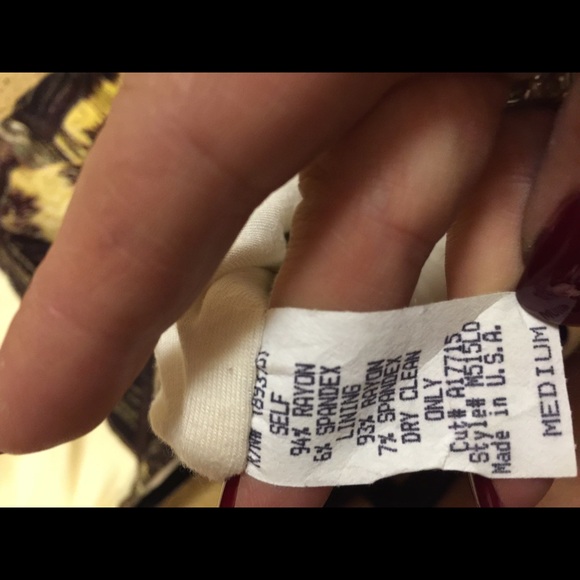 SELF
94% RAYON
6% SPANDEX
LINING
93% RAYON
7% SPANDEX
DRY CLEAN
ONLY
Cut# A17715
Style# M515LD
Made in U.S.A.
MEDIUM